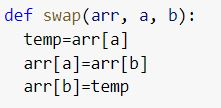 def swap(arr, a, b):
  temp=arr[a]
  arr[a]=arr[b]
  arr[b]=temp